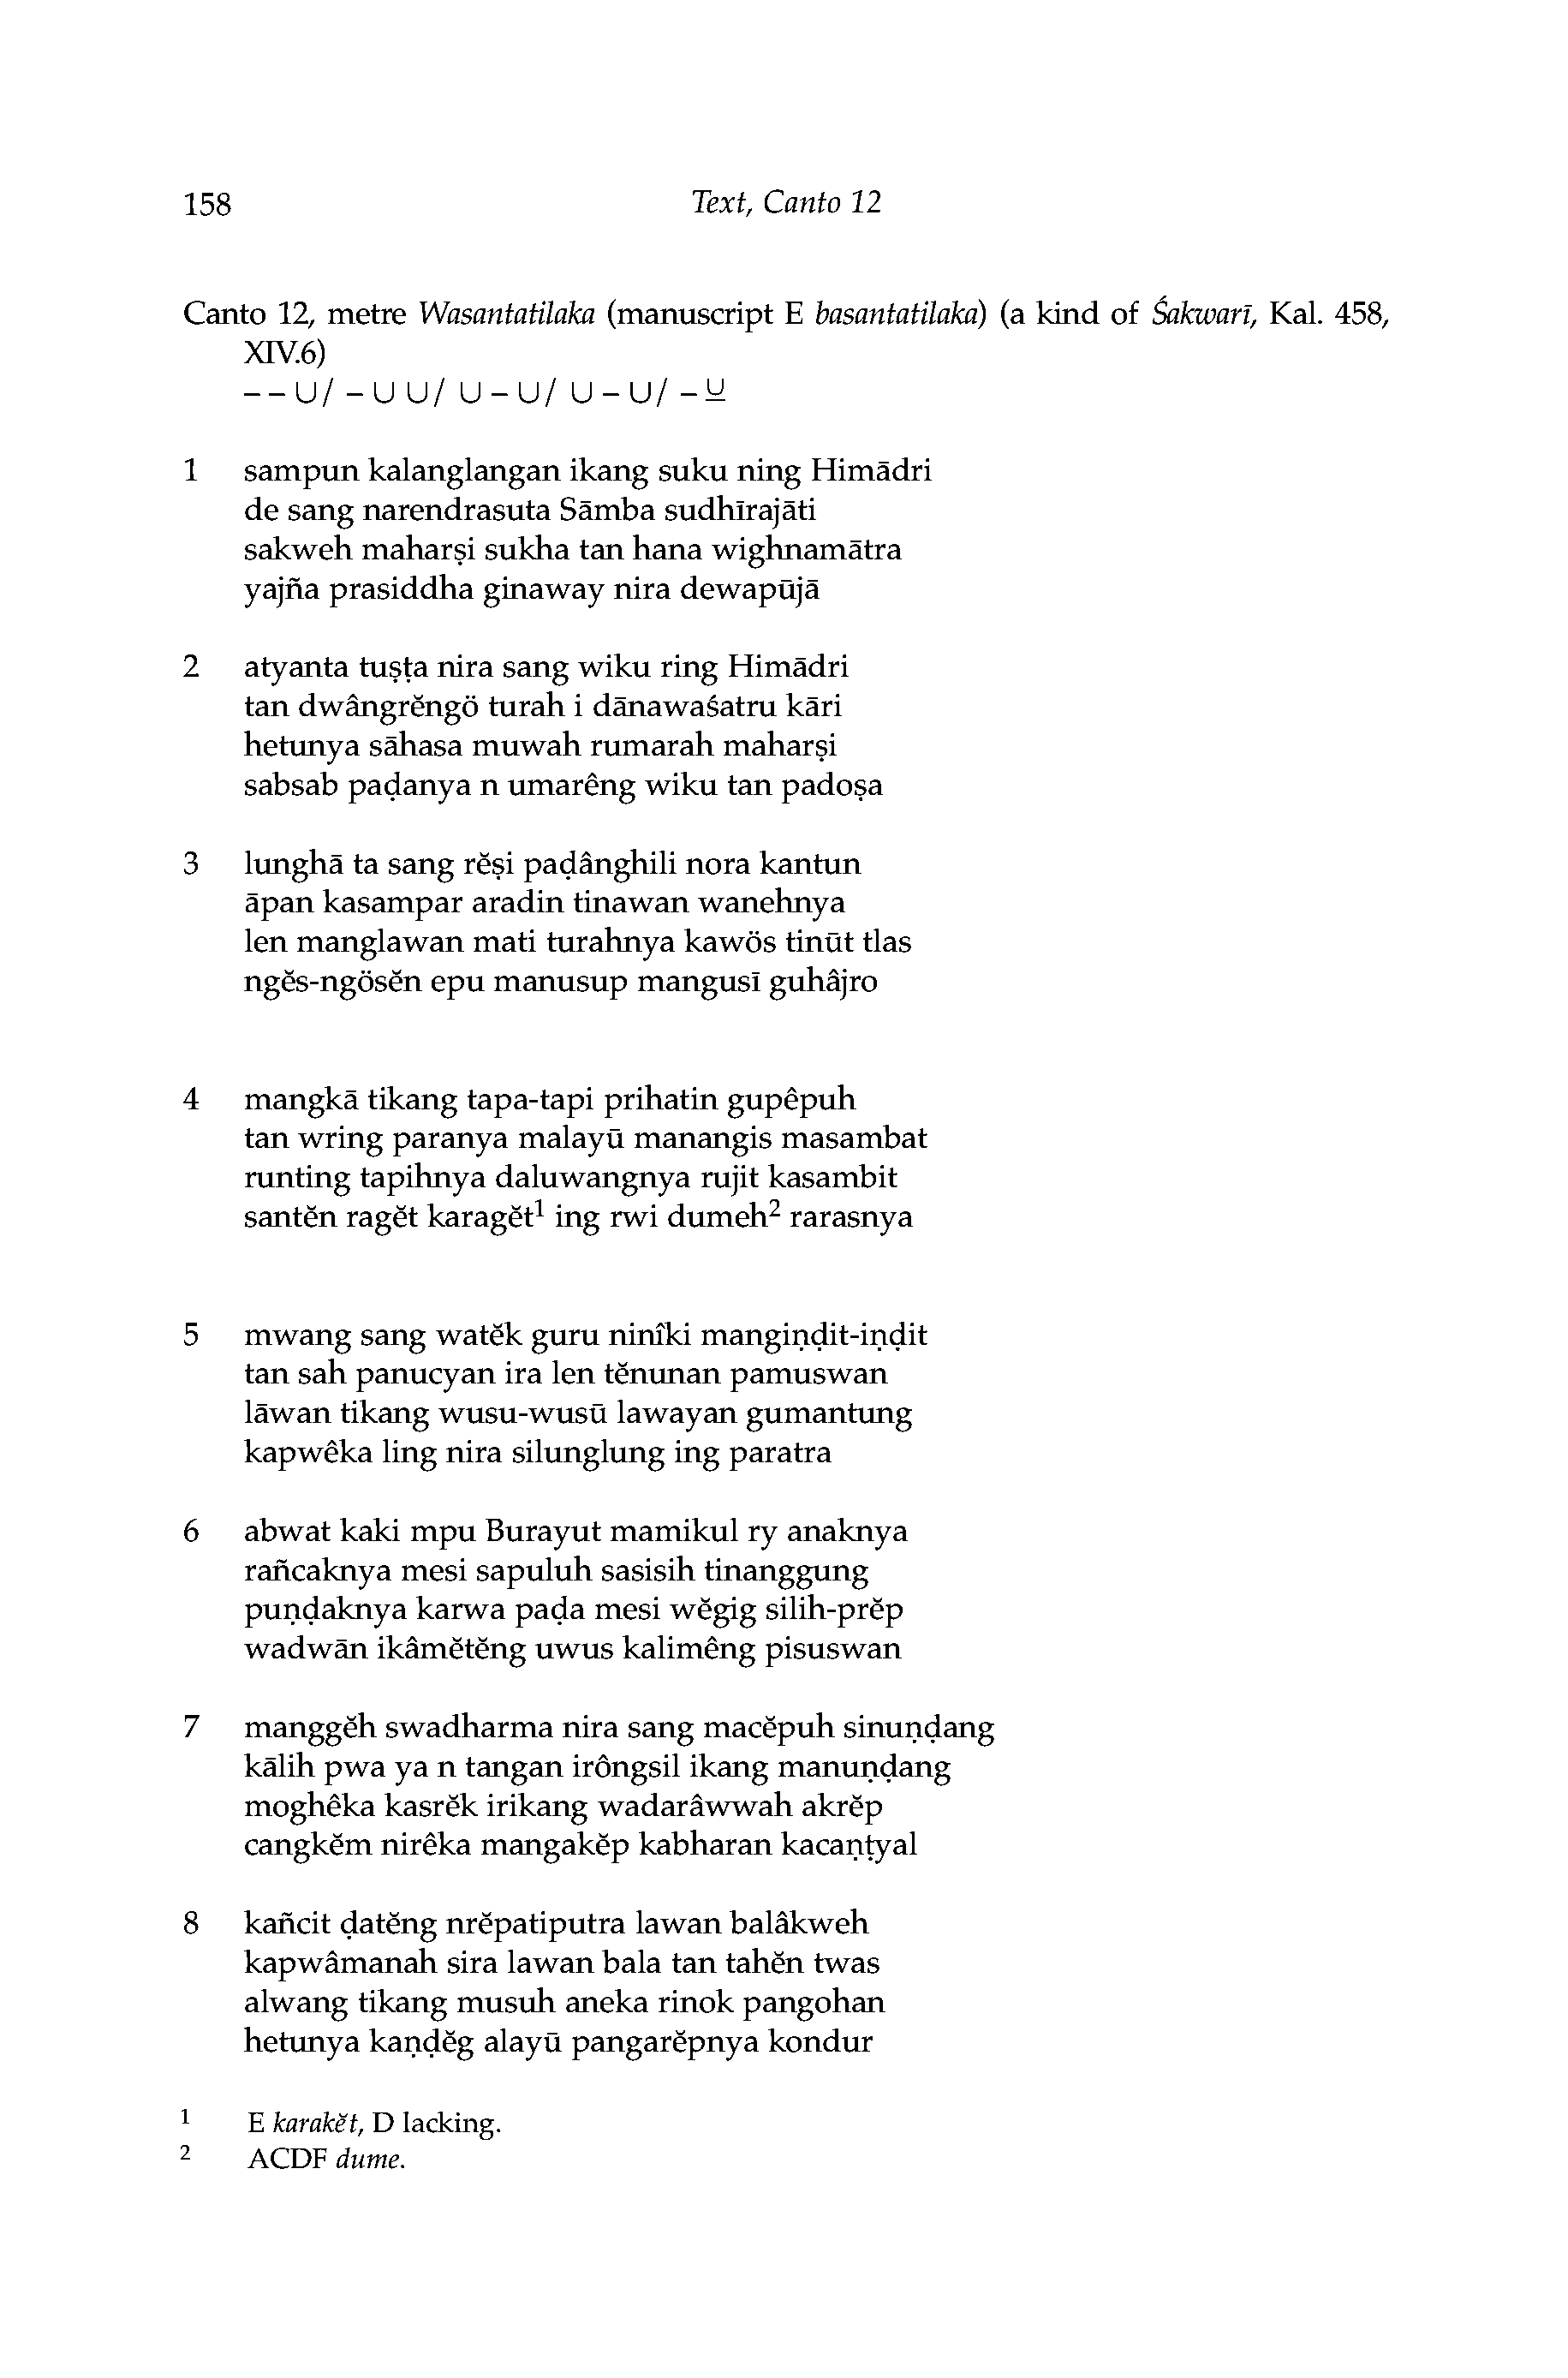 158
Text, Canto 12
Canto 12, metre Wasantatilaka (manuscript E basantatilaka) (a kind of Śakwarī, Kal. 458,
XIV.6)
– – ∪ / – ∪ ∪ / ∪ – ∪ / ∪ – ∪ / – ⊻
1 sampun kalanglangan ikang suku ning Himādri
de sang narendrasuta Sāmba sudhīrajāti
sakweh maharṣi sukha tan hana wighnamātra
yajña prasiddha ginaway nira dewapūjā
2 atyanta tuṣṭa nira sang wiku ring Himādri
tan dwângrĕngö turah i dānawaśatru kāri
hetunya sāhasa muwah rumarah maharṣi
sabsab paḍanya n umarêng wiku tan padoṣa
3 lunghā ta sang rĕṣi paḍânghili nora kantun
āpan kasampar aradin tinawan wanehnya
len manglawan mati turahnya kawös tinūt tlas
ngĕs-ngösĕn epu manusup mangusī guhâjro
4 mangkā tikang tapa-tapi prihatin gupêpuh
tan wring paranya malayū manangis masambat
runting tapihnya daluwangnya rujit kasambit
santĕn ragĕt karagĕt¹ ing rwi dumeh² rarasnya
5 mwang sang watĕk guru ninîki mangiṇḍit-iṇḍit
tan sah panucyan ira len tĕnunan pamuswan
lāwan tikang wusu-wusū lawayan gumantung
kapwêka ling nira silunglung ing paratra
6 abwat kaki mpu Burayut mamikul ry anaknya
rañcaknya mesi sapuluh sasisih tinanggung
puṇḍaknya karwa paḍa mesi wĕgig silih-prĕp
wadwān ikâmĕtĕng uwus kalimêng pisuswan
7 manggĕh swadharma nira sang macĕpuh sinuṇḍang
kālih pwa ya n tangan irôngsil ikang manuṇḍang
moghêka kasrĕk irikang wadarâwwah akrĕp
cangkĕm nirêka mangakĕp kabharan kacaṇṭyal
8 kañcit ḍatĕng nrĕpatiputra lawan balâkweh
kapwâmanah sira lawan bala tan tahĕn twas
alwang tikang musuh aneka rinok pangohan
hetunya kaṇḍĕg alayū pangarĕpnya kondur
1 E karakĕt, D lacking.
2 ACDF dume.